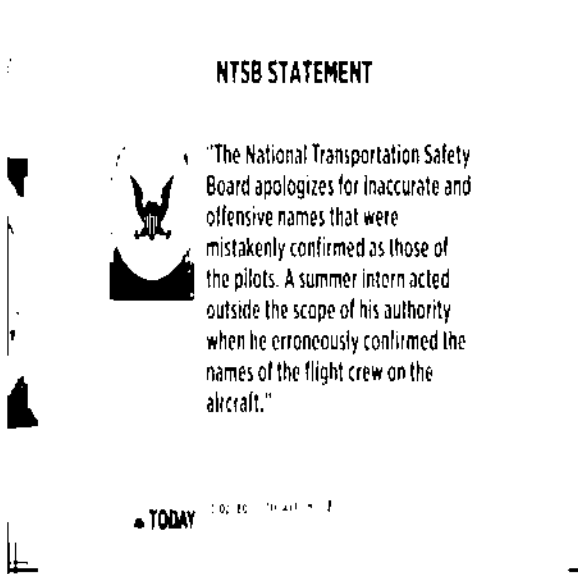 NTSB STATEMENT
"The National Transportation Safety
Board apologizes for inaccurate and
offensive names that were
mistakenly confirmed as those of
the pilots. A summer intern acted
outside the scope of his authority
when he erroneously confirmed the
names of the flight crew on the
aircraft."
TODAY